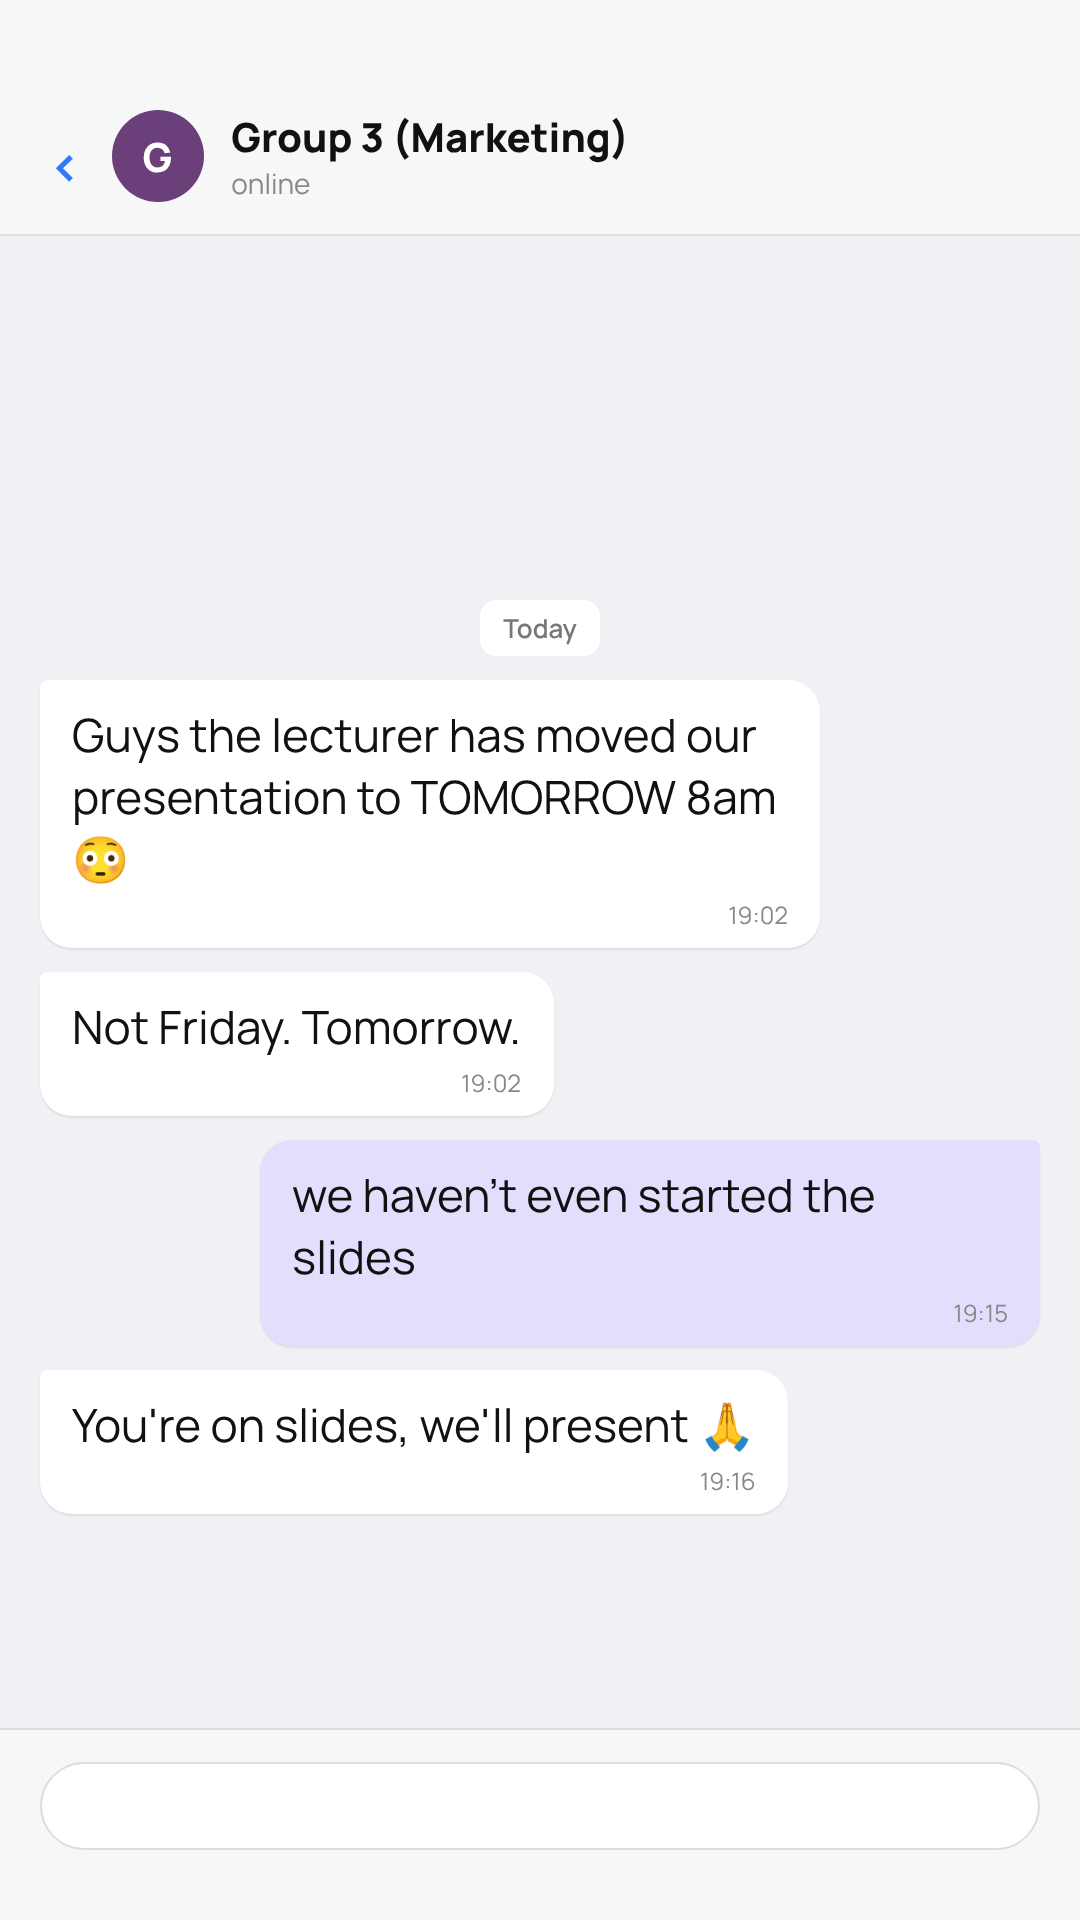 G
Group 3 (Marketing)
online
Today
Guys the lecturer has moved our
presentation to TOMORROW 8am
😳
19:02
Not Friday. Tomorrow.
19:02
we haven’t even started the
slides
19:15
You're on slides, we'll present 🙏
19:16